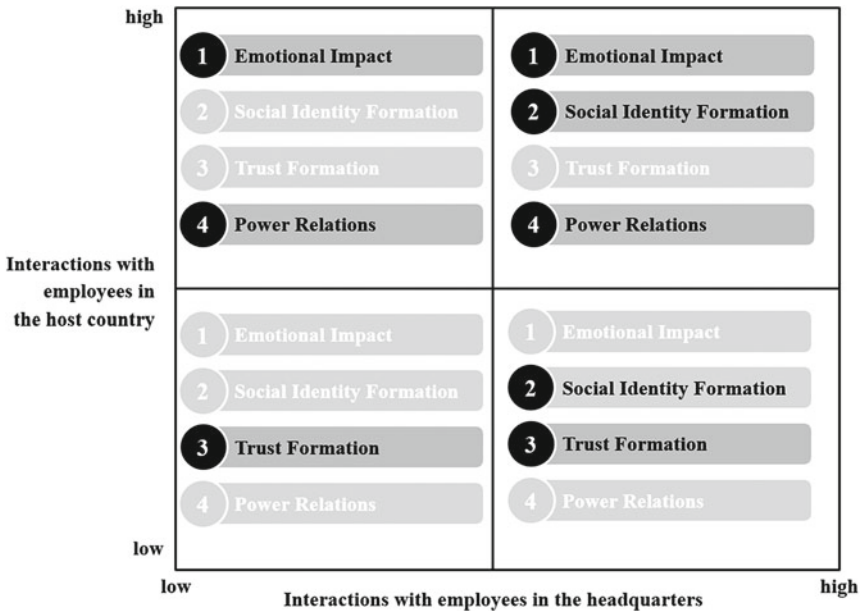 high
1 Emotional Impact
2 Social Identity Formation
3 Trust Formation
4 Power Relations
1 Emotional Impact
2 Social Identity Formation
3 Trust Formation
4 Power Relations
Interactions with
employees in
the host country
1 Emotional Impact
2 Social Identity Formation
3 Trust Formation
4 Power Relations
1 Emotional Impact
2 Social Identity Formation
3 Trust Formation
4 Power Relations
low
low
Interactions with employees in the headquarters
high